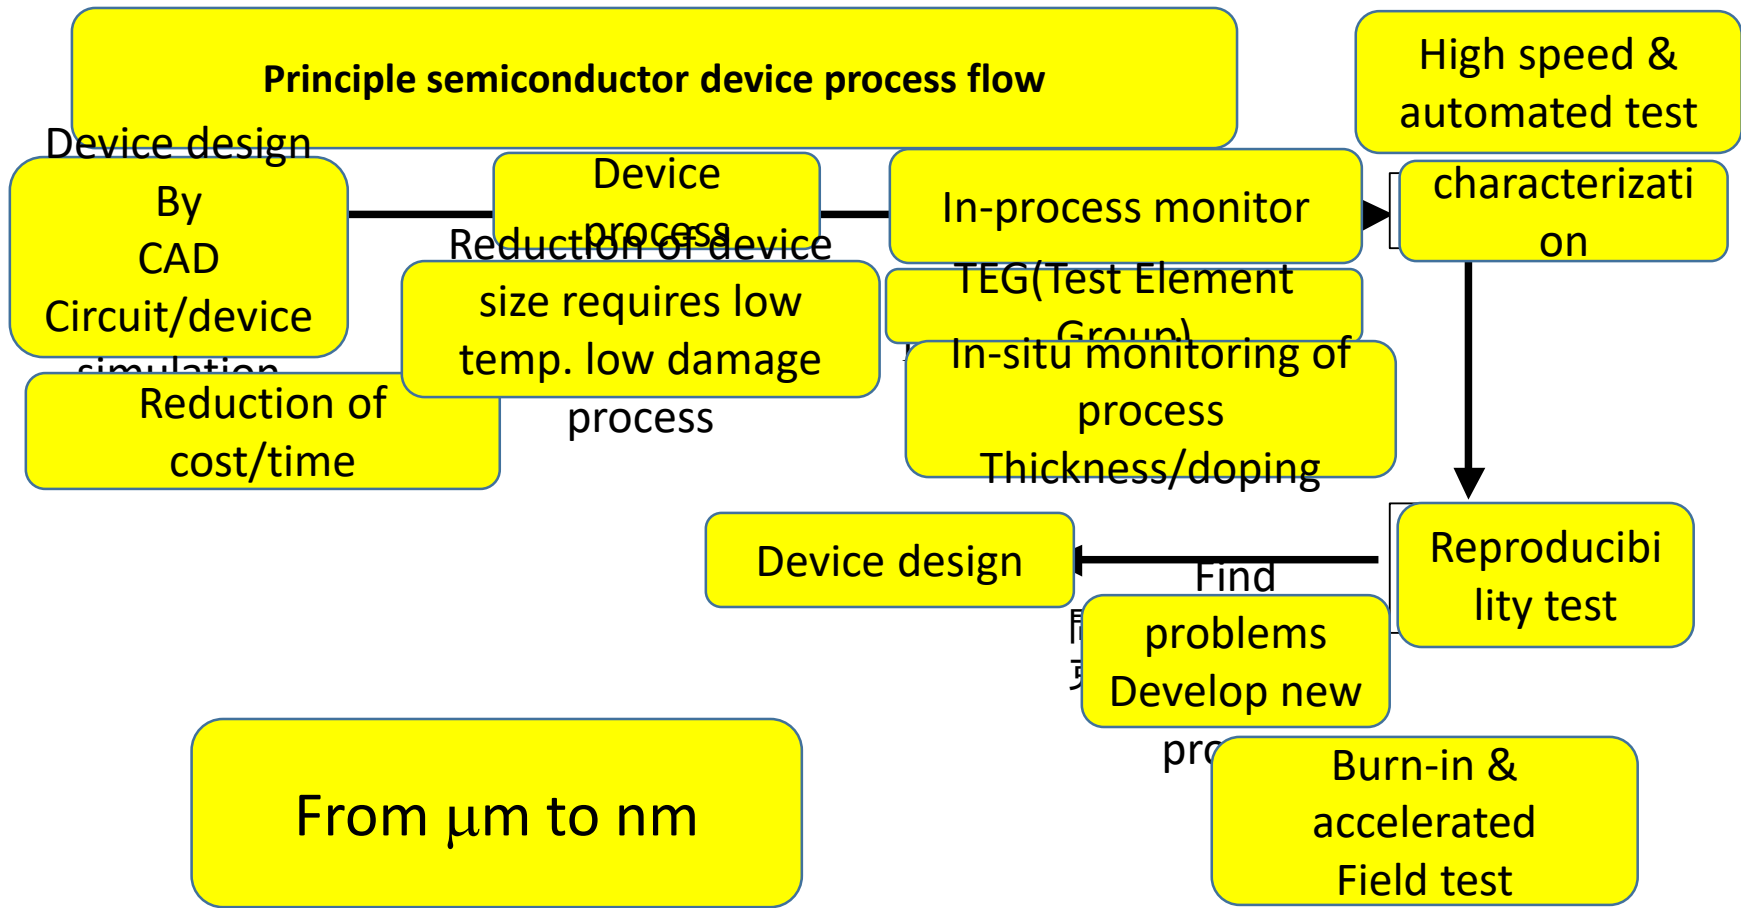 Principle semiconductor device process flow
High speed &
automated test
Device design
By
CAD
Circuit/device
simulation
Reduction of
cost/time
Device
process
Reduction of device
size requires low
temp. low damage
process
In-process monitor
TEG(Test Element
Group)
In-situ monitoring of
process
Thickness/doping
characterizati
on
Reproducibi
lity test
Device design
Find
problems
Develop new
Burn-in &
accelerated
Field test
From μm to nm